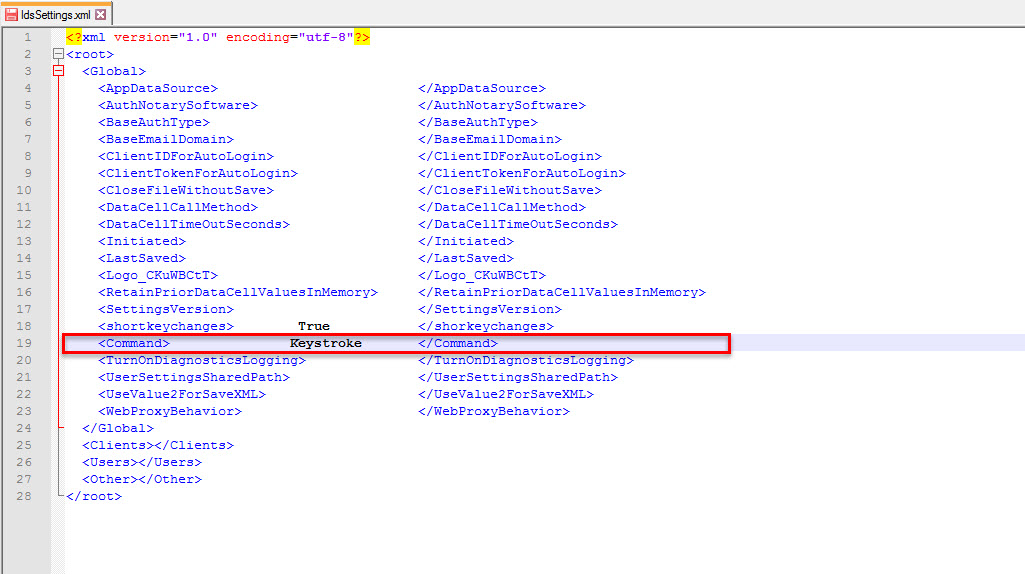 IdsSettings.xml
1 <?xml version="1.0" encoding="utf-8"?>
2 <root>
3 <Global>
4 <AppDataSource> </AppDataSource>
5 <AuthNotarySoftware> </AuthNotarySoftware>
6 <BaseAuthType> </BaseAuthType>
7 <BaseEmailDomain> </BaseEmailDomain>
8 <ClientIDForAutoLogin> </ClientIDForAutoLogin>
9 <ClientTokenForAutoLogin> </ClientTokenForAutoLogin>
10 <CloseFileWithoutSave> </CloseFileWithoutSave>
11 <DataCellCallMethod> </DataCellCallMethod>
12 <DataCellTimeOutSeconds> </DataCellTimeOutSeconds>
13 <Initiated> </Initiated>
14 <LastSaved> </LastSaved>
15 <Logo_CKuWBCtT> </Logo_CKuWBCtT>
16 <RetainPriorDataCellValuesInMemory> </RetainPriorDataCellValuesInMemory>
17 <SettingsVersion> </SettingsVersion>
18 <shortkeychanges> True </shorkeychanges>
19 <Command> Keystroke </Command>
20 <TurnOnDiagnosticsLogging> </TurnOnDiagnosticsLogging>
21 <UserSettingsSharedPath> </UserSettingsSharedPath>
22 <UseValue2ForSaveXML> </UseValue2ForSaveXML>
23 <WebProxyBehavior> </WebProxyBehavior>
24 </Global>
25 <Clients></Clients>
26 <Users></Users>
27 <Other></Other>
28 </root>